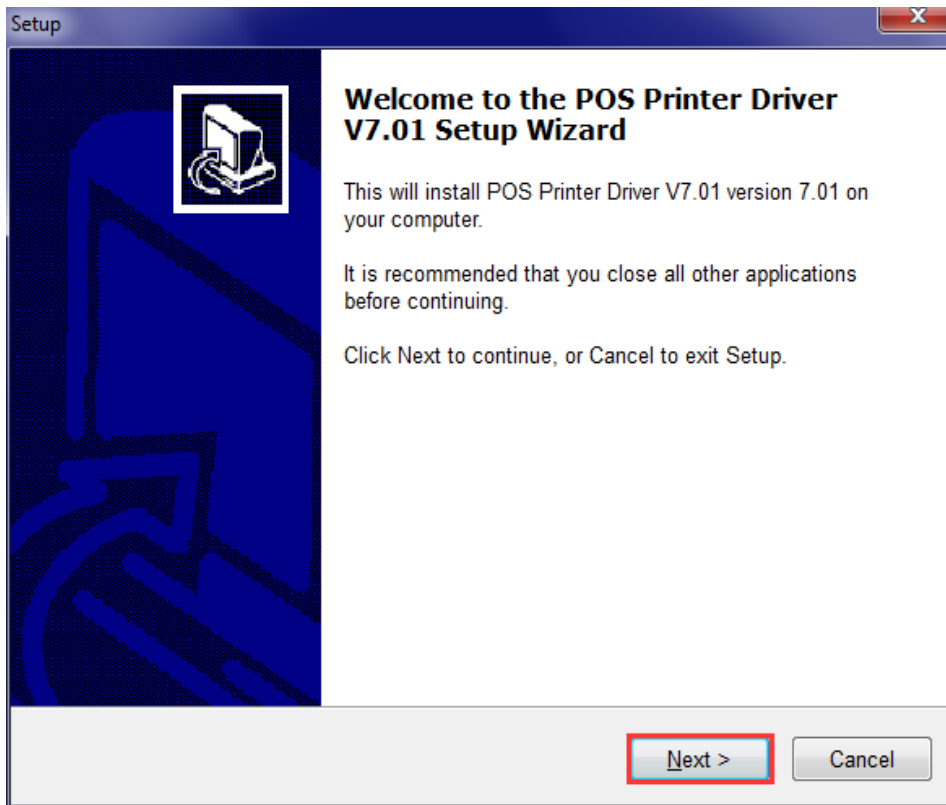 Setup
Welcome to the POS Printer Driver
V7.01 Setup Wizard
This will install POS Printer Driver V7.01 version 7.01 on
your computer.
It is recommended that you close all other applications
before continuing.
Click Next to continue, or Cancel to exit Setup.
Next >
Cancel